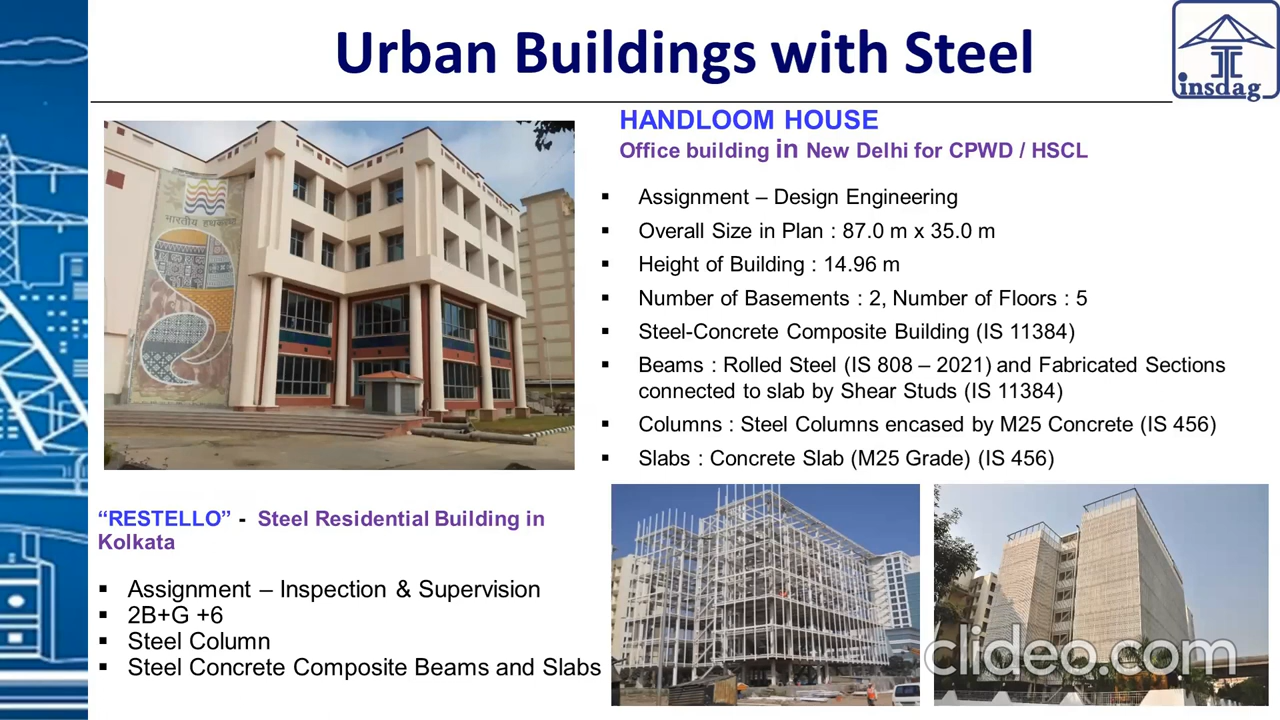 Urban Buildings with Steel
insdag
HANDLOOM HOUSE
Office building in New Delhi for CPWD / HSCL
▪ Assignment – Design Engineering
▪ Overall Size in Plan : 87.0 m x 35.0 m
▪ Height of Building : 14.96 m
▪ Number of Basements : 2, Number of Floors : 5
▪ Steel-Concrete Composite Building (IS 11384)
▪ Beams : Rolled Steel (IS 808 – 2021) and Fabricated Sections
connected to slab by Shear Studs (IS 11384)
▪ Columns : Steel Columns encased by M25 Concrete (IS 456)
▪ Slabs : Concrete Slab (M25 Grade) (IS 456)
भारतीय हथकरघा
“RESTELLO” - Steel Residential Building in
Kolkata
▪ Assignment – Inspection & Supervision
▪ 2B+G +6
▪ Steel Column
▪ Steel Concrete Composite Beams and Slabs
clideo.com